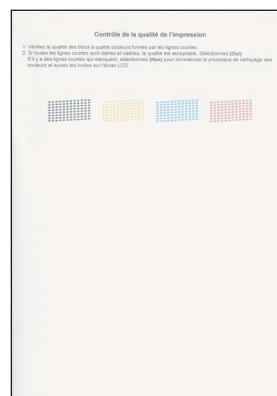 Contrôle de la qualité de l'impression
1. Vérifiez la qualité des blocs à quatre couleurs formés par les lignes courtes.
2. Si toutes les lignes courtes sont claires et visibles, la qualité est acceptable. Sélectionnez (Oui)
S'il y a des lignes courtes qui manquent, sélectionnez (Non) pour commencer le processus de nettoyage des
couleurs et suivez les invites sur l'écran LCD.